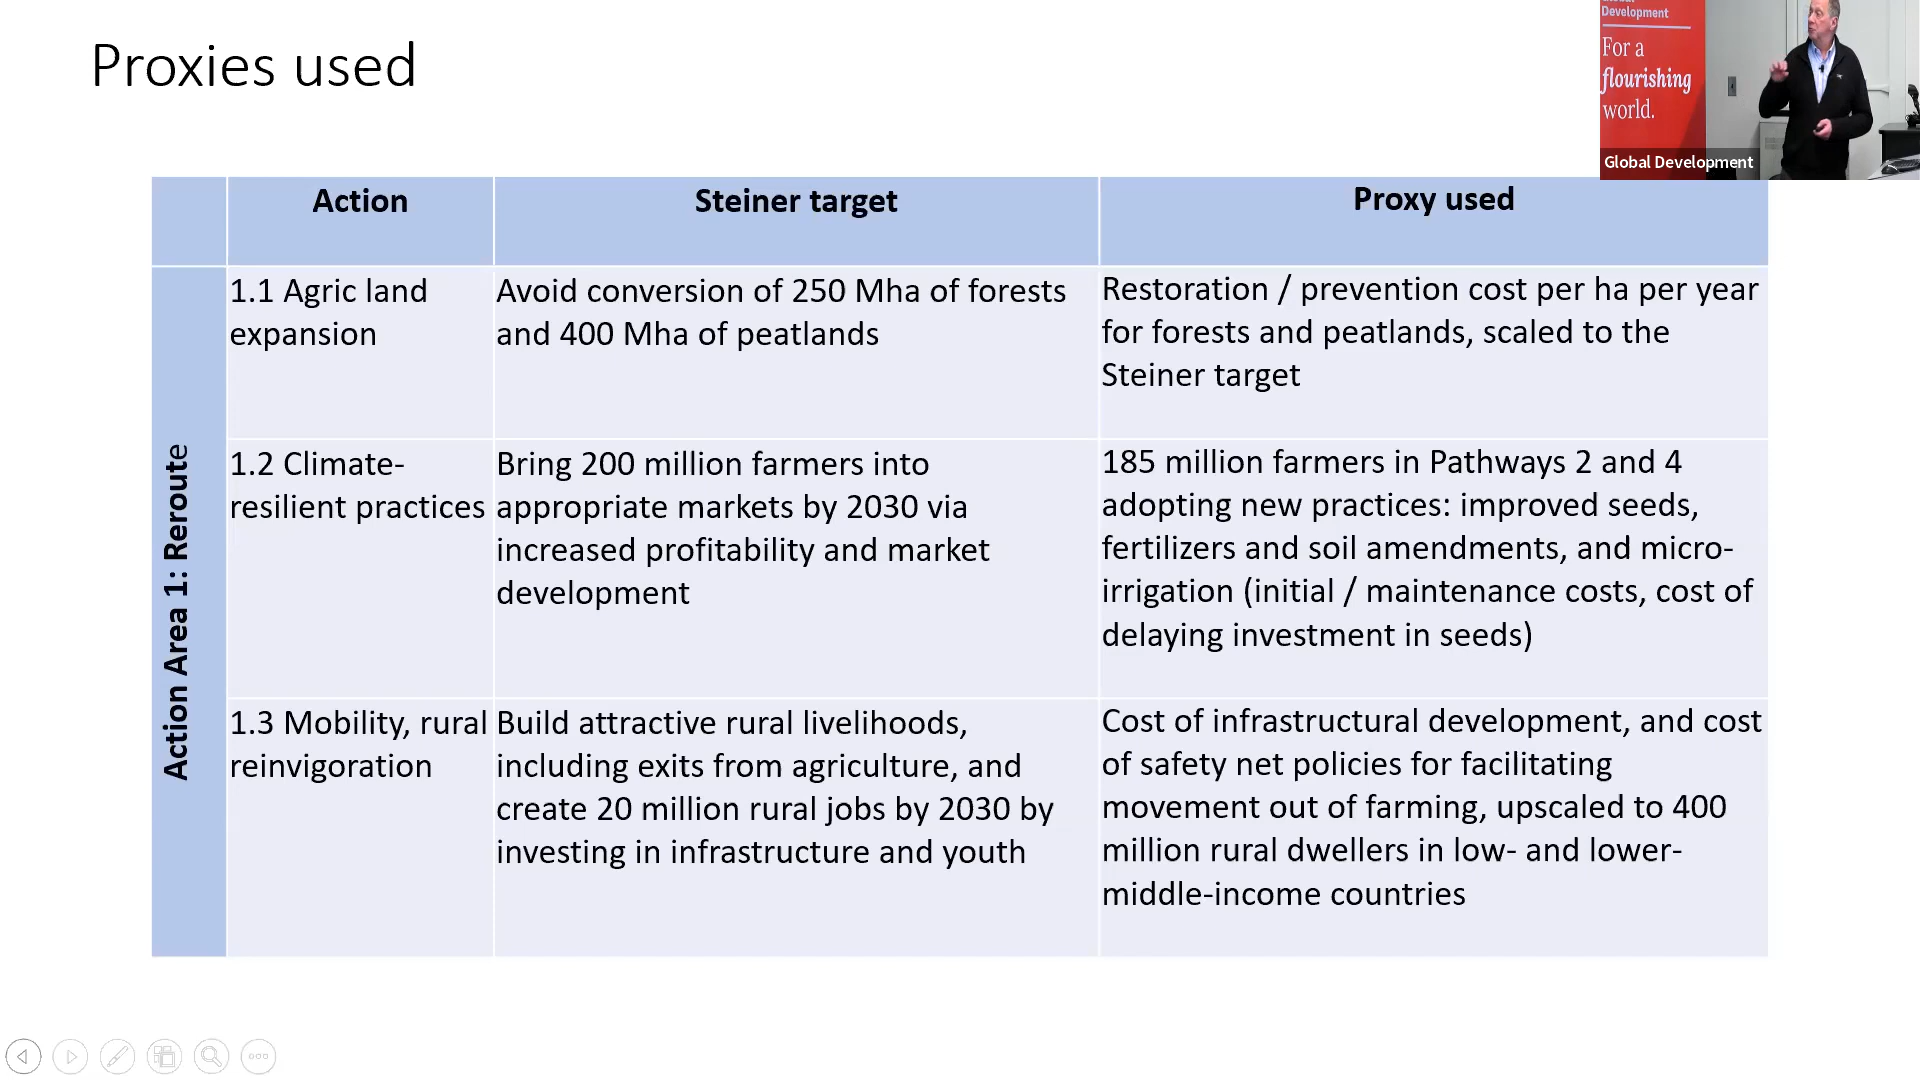 Proxies used
Development
For a
flourishing
world.
Global Development
Action
Steiner target
Proxy used
Action Area 1: Reroute
1.1 Agric land
expansion
Avoid conversion of 250 Mha of forests
and 400 Mha of peatlands
Restoration / prevention cost per ha per year
for forests and peatlands, scaled to the
Steiner target
1.2 Climate-
resilient practices
Bring 200 million farmers into
appropriate markets by 2030 via
increased profitability and market
development
185 million farmers in Pathways 2 and 4
adopting new practices: improved seeds,
fertilizers and soil amendments, and micro-
irrigation (initial / maintenance costs, cost of
delaying investment in seeds)
1.3 Mobility, rural
reinvigoration
Build attractive rural livelihoods,
including exits from agriculture, and
create 20 million rural jobs by 2030 by
investing in infrastructure and youth
Cost of infrastructural development, and cost
of safety net policies for facilitating
movement out of farming, upscaled to 400
million rural dwellers in low- and lower-
middle-income countries